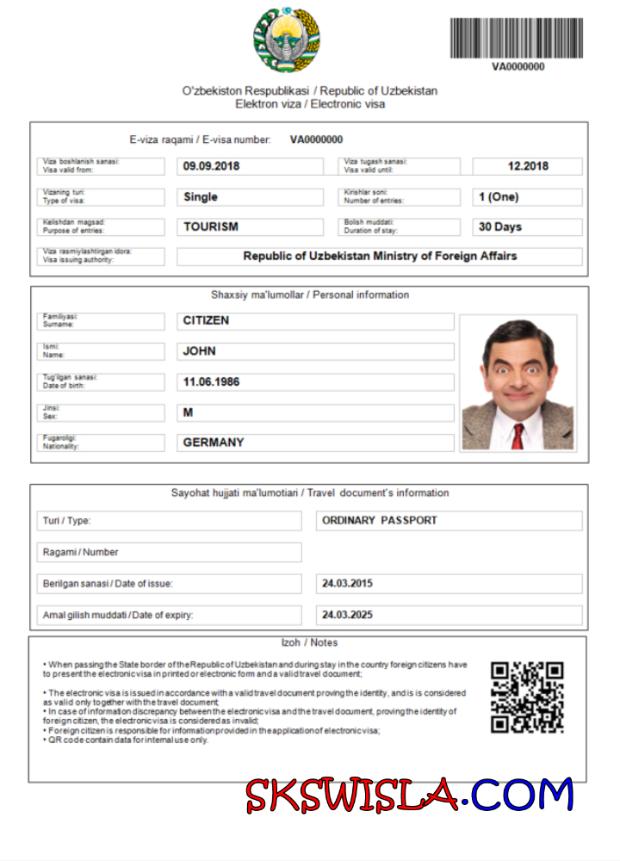 VA0000000
O'zbekiston Respublikasi / Republic of Uzbekistan
Elektron viza / Electronic visa
E-viza raqami / E-visa number: VA0000000
Viza boshlanish sanasi:
Visa valid from:
09.09.2018
Viza tugash sanasi:
Visa valid until:
12.2018
Vizaning turi:
Type of visa:
Single
Kirishlar soni:
Number of entries:
1 (One)
Kelishdan magsad:
Purpose of entries:
TOURISM
Bolish muddati:
Duration of stay:
30 Days
Viza rasmiylashtirgan idora:
Visa issuing authority:
Republic of Uzbekistan Ministry of Foreign Affairs
Shaxsiy ma'lumollar / Personal information
Familiyasi:
Surname:
CITIZEN
Ismi:
Name:
JOHN
Tug'ilgan sanasi:
Date of birth:
11.06.1986
Jinsi:
Sex:
M
Fugaroligi:
Nationality:
GERMANY
Sayohat hujjati ma'lumotiari / Travel document's information
Turi / Type:
ORDINARY PASSPORT
Ragami / Number
Berilgan sanasi / Date of issue:
24.03.2015
Amal gilish muddati / Date of expiry:
24.03.2025
Izoh / Notes
• When passing the State border of the Republic of Uzbekistan and during stay in the country foreign citizens have
to present the electronic visa in printed or electronic form and a valid travel document;
• The electronic visa is issued in accordance with a valid travel document proving the identity, and is is considered
as valid only together with the travel document;
• In case of information discrepancy between the electronic visa and the travel document, proving the identity of
foreign citizen, the electronic visa is considered as invalid;
• Foreign citizen is responsible for information provided in the application of electronic visa;
• QR code contain data for internal use only.
SKSWISLA.COM